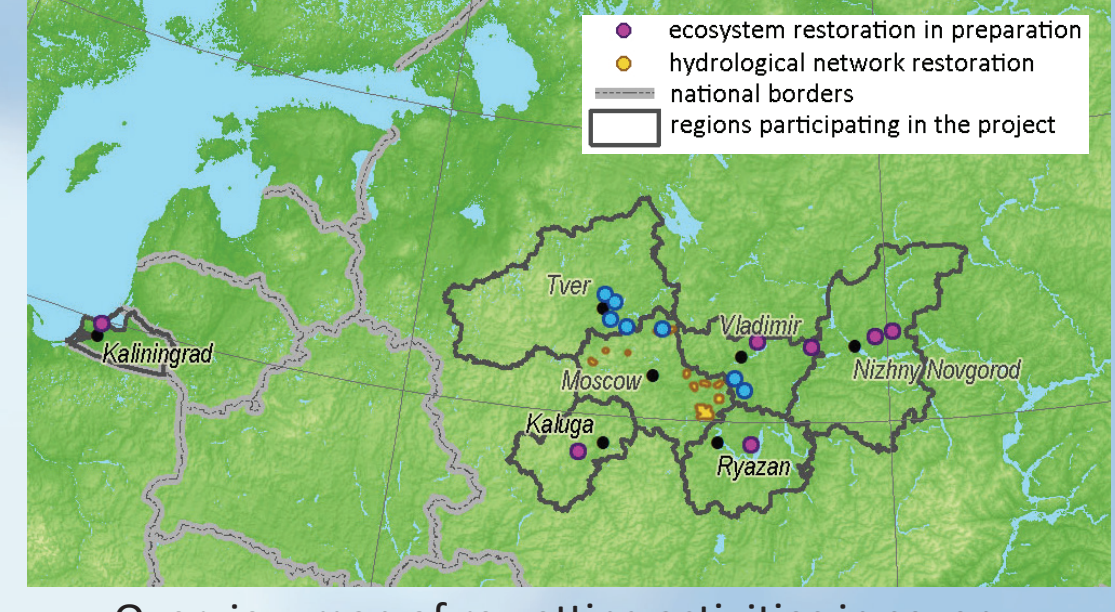 ecosystem restoration in preparation
hydrological network restoration
national borders
regions participating in the project
Tver
Vladimir
Kaliningrad
Nizhny Novgorod
Moscow
Kaluga
Ryazan